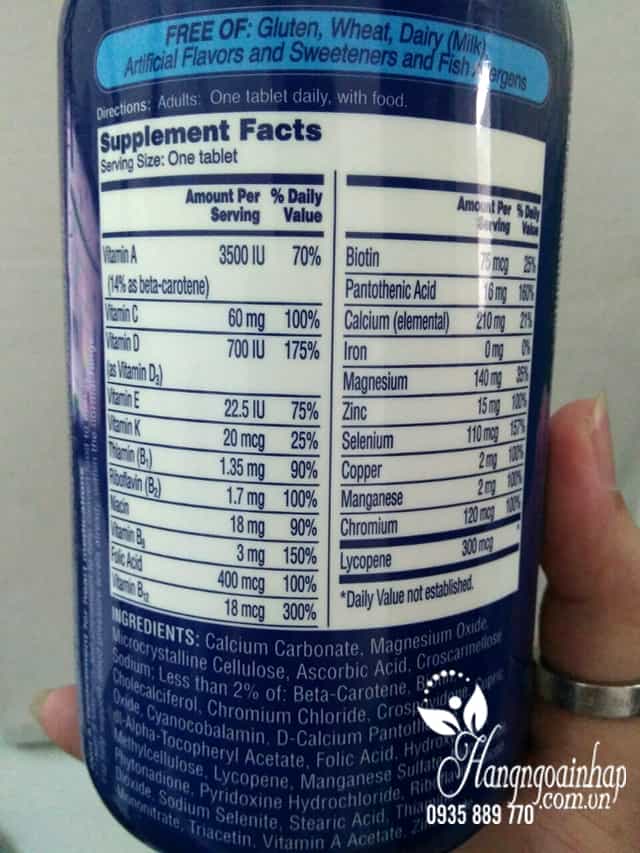 FREE OF: Gluten, Wheat, Dairy (Milk)
Artificial Flavors and Sweeteners and Fish Allergens
Directions: Adults: One tablet daily, with food.
Supplement Facts
Serving Size: One tablet
Amount Per Serving % Daily Value
Vitamin A 3500 IU 70%
(14% as beta-carotene)
Vitamin C 60 mg 100%
Vitamin D 700 IU 175%
(as Vitamin D3)
Vitamin E 22.5 IU 75%
Vitamin K 20 mcg 25%
Thiamin (B1) 1.35 mg 90%
Riboflavin (B2) 1.7 mg 100%
Niacin 18 mg 90%
Vitamin B6 3 mg 150%
Folic Acid 400 mcg 100%
Vitamin B12 18 mcg 300%
Amount Per Serving % Daily Value
Biotin 75 mcg 25%
Pantothenic Acid 16 mg 160%
Calcium (elemental) 210 mg 21%
Iron 0 mg 0%
Magnesium 140 mg 35%
Zinc 15 mg 100%
Selenium 110 mcg 157%
Copper 2 mg 100%
Manganese 2 mg 100%
Chromium 120 mcg 100%
Lycopene 300 mcg *
*Daily Value not established.
INGREDIENTS: Calcium Carbonate, Magnesium Oxide,
Microcrystalline Cellulose, Ascorbic Acid, Croscarmellose
Sodium; Less than 2% of: Beta-Carotene,
Cholecalciferol, Chromium Chloride,
Oxide, Cyanocobalamin, D-Calcium
dl-Alpha-Tocopheryl Acetate, Folic Acid,
Methylcellulose, Lycopene, Manganese
Phytonadione, Pyridoxine Hydrochloride,
Dioxide, Sodium Selenite, Stearic Acid,
Mononitrate, Triacetin, Vitamin A Acetate,
Hangngoainhap
.com.vn
0935 889 770